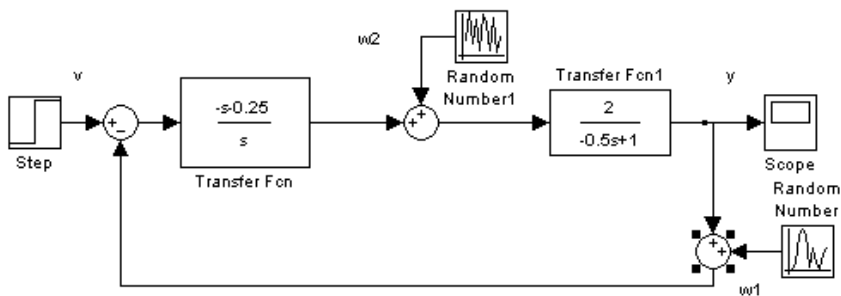 w2
v
Random
Number1
Transfer Fcn1
y
-s-0.25
s
2
-0.5s+1
Step
Transfer Fcn
Scope
Random
Number
w1